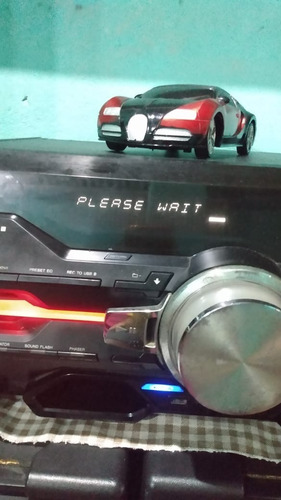 PLEASE WAIT
PRESET EQ
REC TO USB B
SOUND FLASH